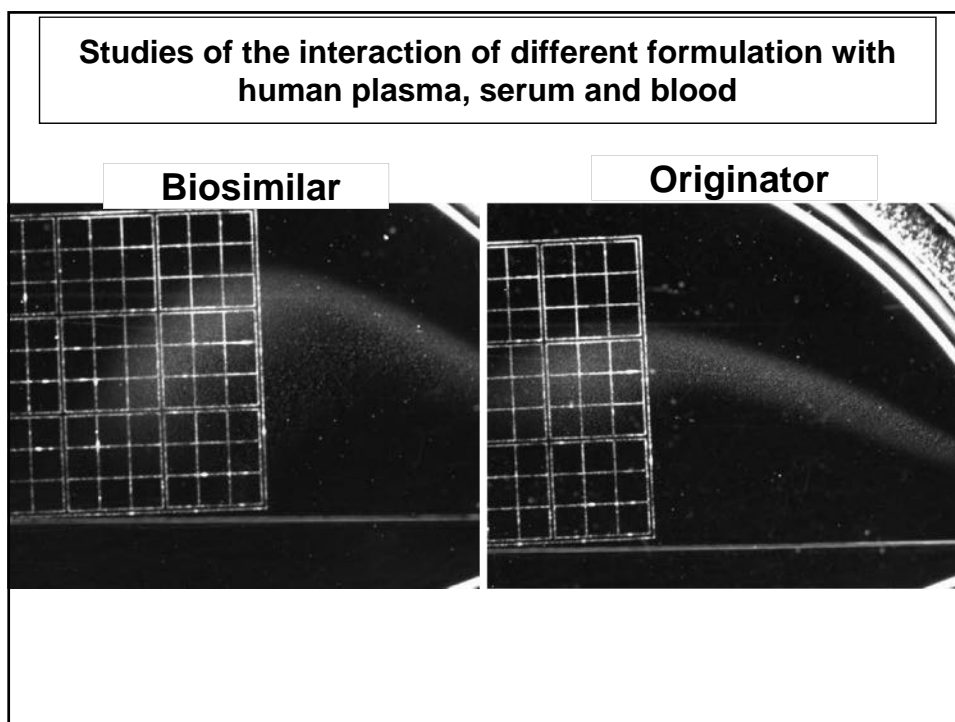 Studies of the interaction of different formulation with
human plasma, serum and blood
Biosimilar
Originator